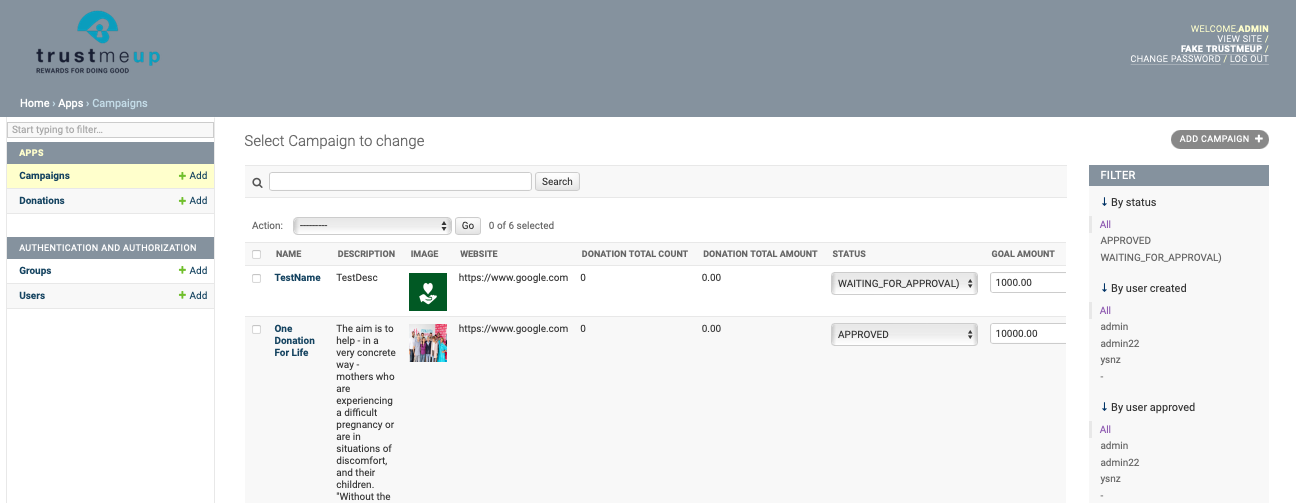 trustmeup
REWARDS FOR DOING GOOD
WELCOME,ADMIN
VIEW SITE /
FAKE TRUSTMEUP /
CHANGE PASSWORD / LOG OUT
Home › Apps › Campaigns
Start typing to filter...
APPS
Campaigns + Add
Donations + Add
AUTHENTICATION AND AUTHORIZATION
Groups + Add
Users + Add
Select Campaign to change
ADD CAMPAIGN +
Search
Action: --------- Go 0 of 6 selected
NAME DESCRIPTION IMAGE WEBSITE DONATION TOTAL COUNT DONATION TOTAL AMOUNT STATUS GOAL AMOUNT
TestName TestDesc https://www.google.com 0 0.00 WAITING_FOR_APPROVAL) 1000.00
One
Donation
For Life
The aim is to
help - in a
very concrete
way -
mothers who
are
experiencing
a difficult
pregnancy or
are in
situations of
discomfort,
and their
children.
"Without the
https://www.google.com 0 0.00 APPROVED 10000.00
FILTER
↓ By status
All
APPROVED
WAITING_FOR_APPROVAL)
↓ By user created
All
admin
admin22
ysnz
-
↓ By user approved
All
admin
admin22
ysnz
-